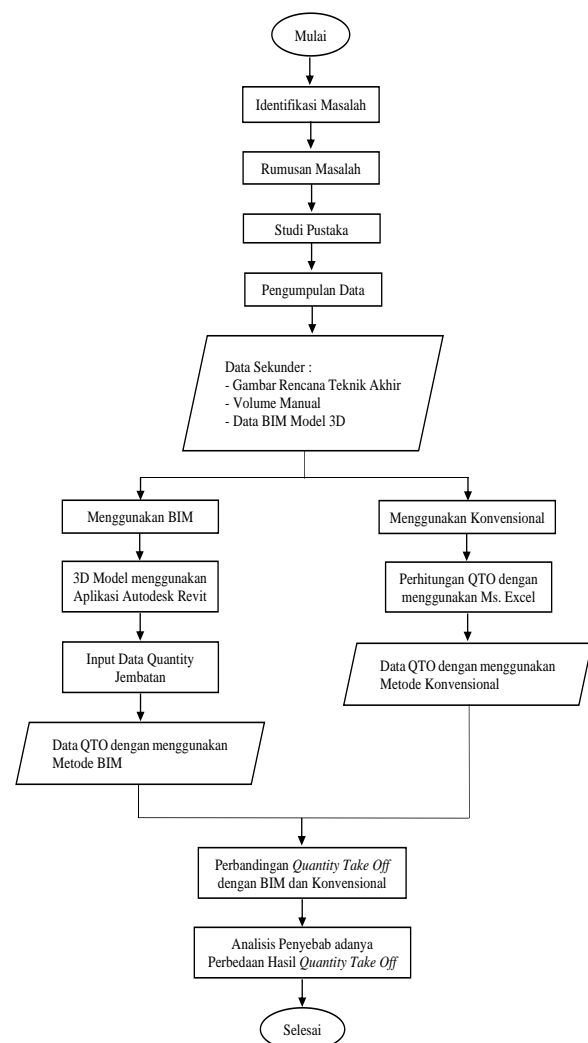 Mulai
Identifikasi Masalah
Rumusan Masalah
Studi Pustaka
Pengumpulan Data
Data Sekunder :
- Gambar Rencana Teknik Akhir
- Volume Manual
- Data BIM Model 3D
Menggunakan BIM
3D Model menggunakan
Aplikasi Autodesk Revit
Input Data Quantity
Jembatan
Data QTO dengan menggunakan
Metode BIM
Menggunakan Konvensional
Perhitungan QTO dengan
menggunakan Ms. Excel
Data QTO dengan menggunakan
Metode Konvensional
Perbandingan Quantity Take Off
dengan BIM dan Konvensional
Analisis Penyebab adanya
Perbedaan Hasil Quantity Take Off
Selesai